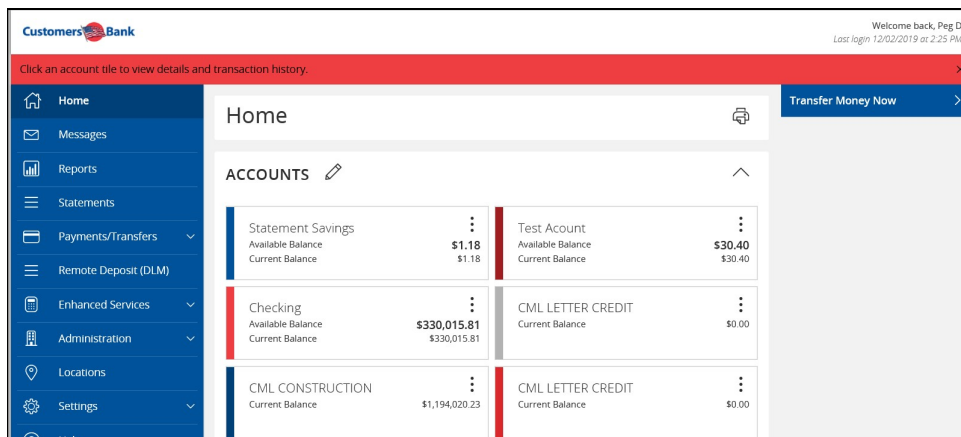 Customers Bank
Welcome back, Peg D
Last login 12/02/2019 at 2:25 PM
Click an account tile to view details and transaction history.
Home
Messages
Reports
Statements
Payments/Transfers
Remote Deposit (DLM)
Enhanced Services
Administration
Locations
Settings
Home
ACCOUNTS
Statement Savings
Available Balance $1.18
Current Balance $1.18
Test Acount
Available Balance $30.40
Current Balance $30.40
Checking
Available Balance $330,015.81
Current Balance $330,015.81
CML LETTER CREDIT
Current Balance $0.00
CML CONSTRUCTION
Current Balance $1,194,020.23
CML LETTER CREDIT
Current Balance $0.00
Transfer Money Now